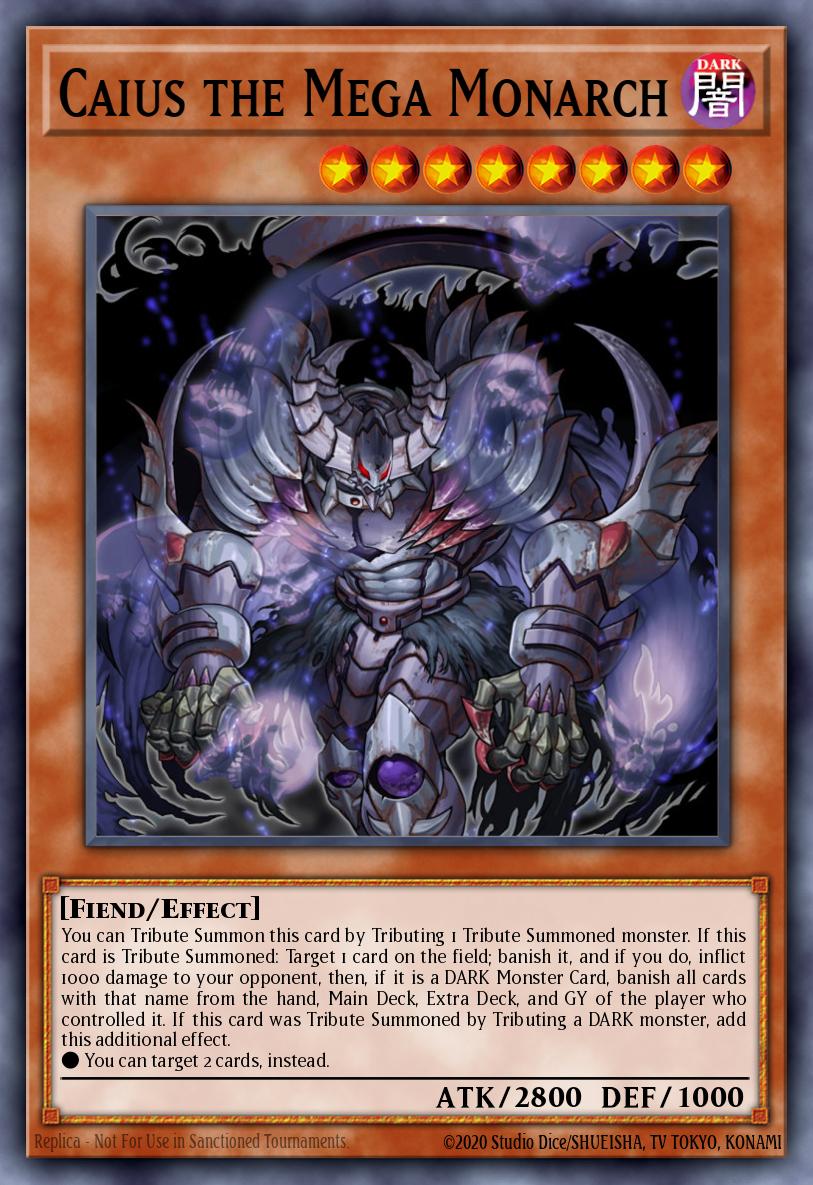 Caius the Mega Monarch
DARK
闇
[Fiend/Effect]
You can Tribute Summon this card by Tributing 1 Tribute Summoned monster. If this
card is Tribute Summoned: Target 1 card on the field; banish it, and if you do, inflict
1000 damage to your opponent, then, if it is a DARK Monster Card, banish all cards
with that name from the hand, Main Deck, Extra Deck, and GY of the player who
controlled it. If this card was Tribute Summoned by Tributing a DARK monster, add
this additional effect.
● You can target 2 cards, instead.
ATK/2800 DEF/1000
Replica - Not For Use in Sanctioned Tournaments.
©2020 Studio Dice/SHUEISHA, TV TOKYO, KONAMI